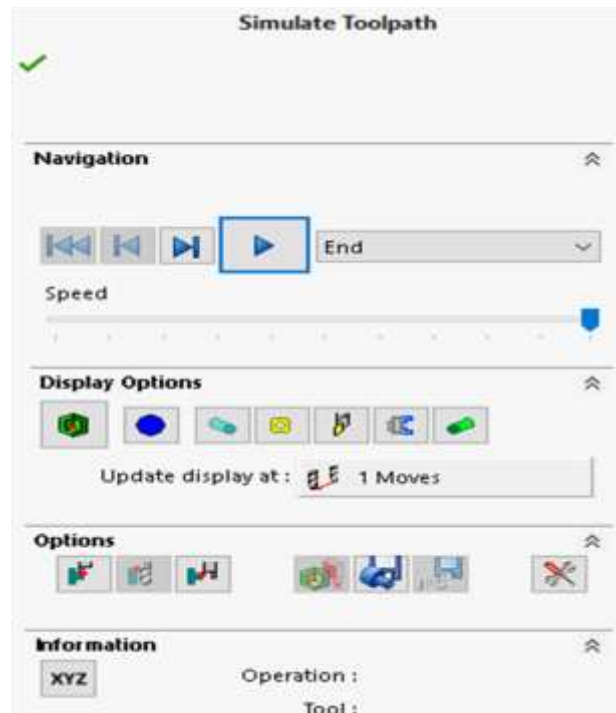 Simulate Toolpath
Navigation
End
Speed
Display Options
Update display at : 1 Moves
Options
Information
XYZ Operation :
Tool :